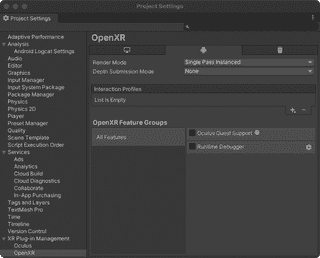 Project Settings
Project Settings
Adaptive Performance
Analysis
Android Logcat Settings
Audio
Editor
Graphics
Input Manager
Input System Package
Package Manager
Physics
Physics 2D
Player
Preset Manager
Quality
Scene Template
Script Execution Order
Services
Ads
Analytics
Cloud Build
Cloud Diagnostics
Collaborate
In-App Purchasing
Tags and Layers
TextMesh Pro
Time
Timeline
Version Control
XR Plug-in Management
Oculus
OpenXR
OpenXR
Render Mode Single Pass Instanced
Depth Submission Mode None
Interaction Profiles
List is Empty
+ -
OpenXR Feature Groups
All Features
Oculus Quest Support
Runtime Debugger